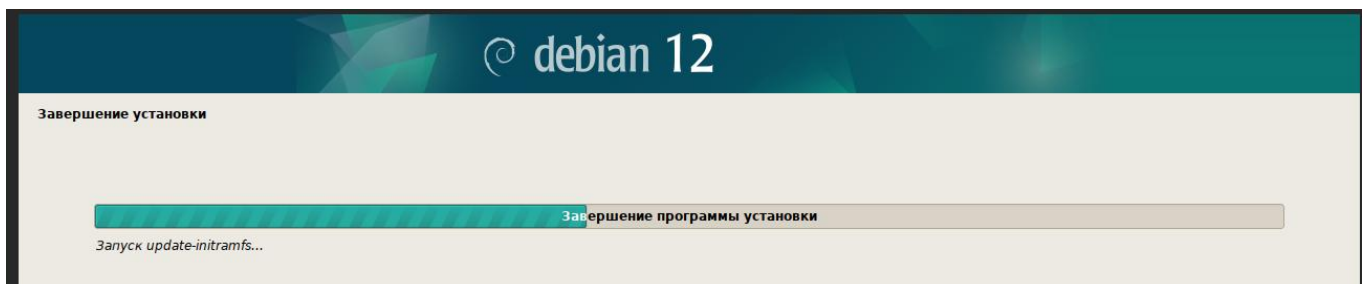 debian 12
Завершение установки
Завершение программы установки
Запуск update-initramfs...